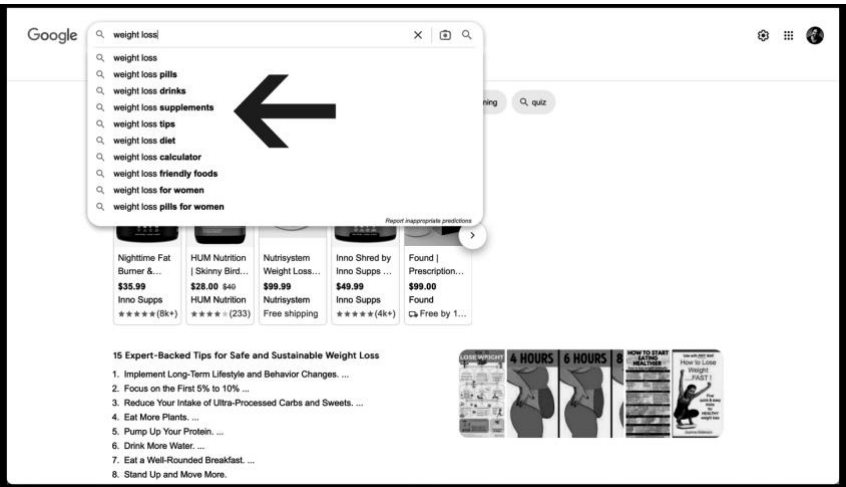 Google
weight loss
weight loss
weight loss pills
weight loss drinks
weight loss supplements
weight loss tips
weight loss diet
weight loss calculator
weight loss friendly foods
weight loss for women
weight loss pills for women
Report inappropriate predictions
ning
quiz
Nighttime Fat
Burner &...
$35.99
Inno Supps
(8k+)
HUM Nutrition
| Skinny Bird...
$28.00 $40
HUM Nutrition
(233)
Nutrisystem
Weight Loss...
$99.99
Nutrisystem
Free shipping
Inno Shred by
Inno Supps ...
$49.99
Inno Supps
(4k+)
Found |
Prescription...
$99.00
Found
Free by 1...
15 Expert-Backed Tips for Safe and Sustainable Weight Loss
1. Implement Long-Term Lifestyle and Behavior Changes. ...
2. Focus on the First 5% to 10% ...
3. Reduce Your Intake of Ultra-Processed Carbs and Sweets. ...
4. Eat More Plants. ...
5. Pump Up Your Protein. ...
6. Drink More Water. ...
7. Eat a Well-Rounded Breakfast. ...
8. Stand Up and Move More.
LOSE WEIGHT
4 HOURS
6 HOURS
8
HOW TO START
EATING
HEALTHIER
How to Lose
Weight
...FAST !